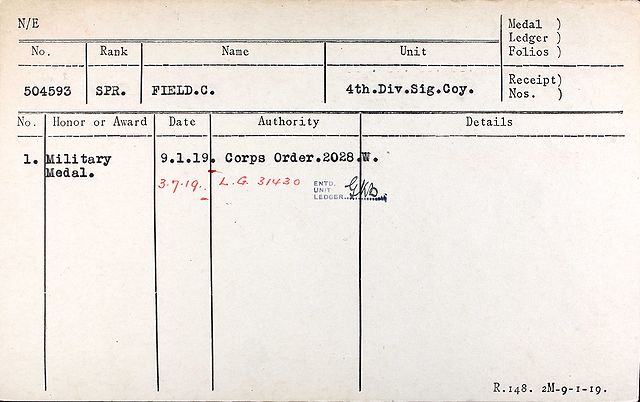 N/E
Medal )
Ledger )
Folios )
No. Rank Name Unit
Receipt)
Nos. )
504593 SPR. FIELD.C. 4th.Div.Sig.Coy.
No. Honor or Award Date Authority Details
1. Military 9.1.19. Corps Order.2028.W.
Medal.
3.7.19. L.G. 31430
ENTD.
UNIT
LEDGER
R.148. 2M-9-1-19.